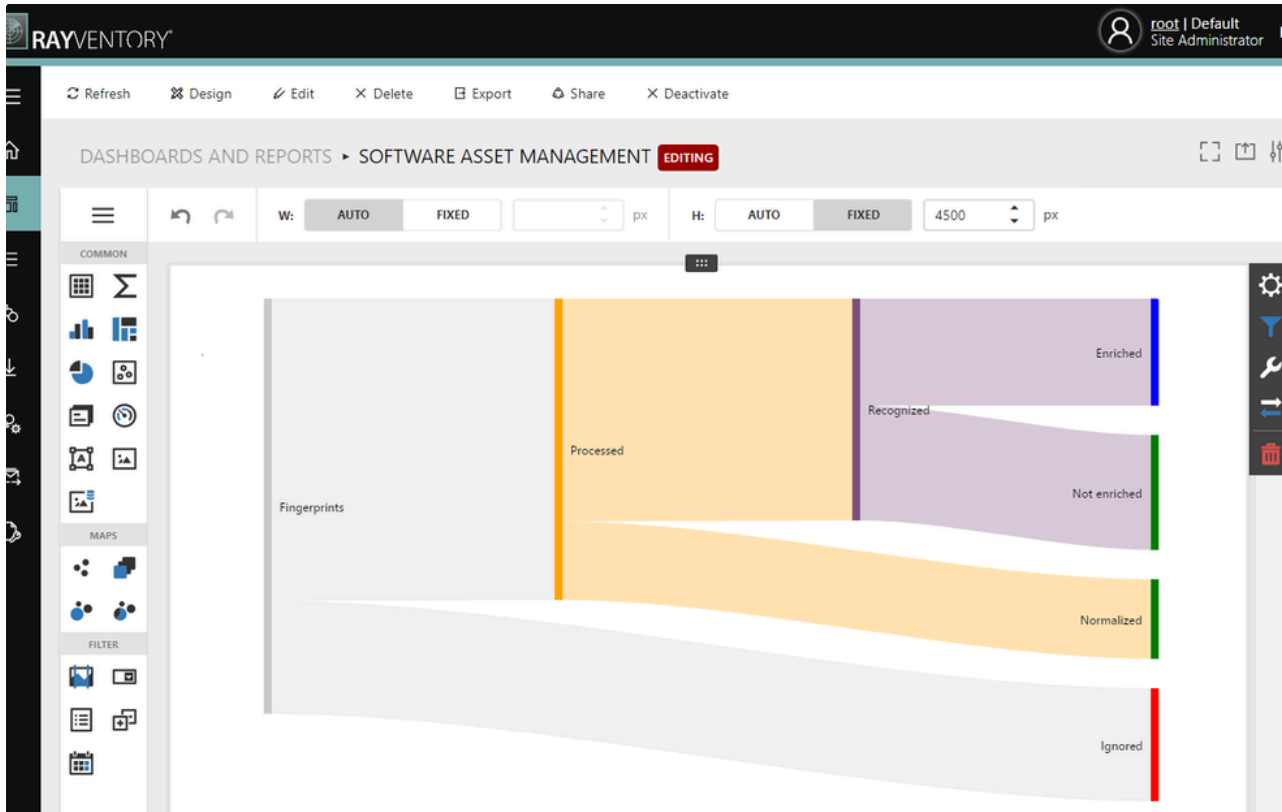 RAYVENTORY
root | Default
Site Administrator
Refresh Design Edit Delete Export Share Deactivate
DASHBOARDS AND REPORTS ▸ SOFTWARE ASSET MANAGEMENT EDITING
W: AUTO FIXED px H: AUTO FIXED 4500 px
COMMON
Enriched
Recognized
Processed
Not enriched
Fingerprints
MAPS
Normalized
FILTER
Ignored